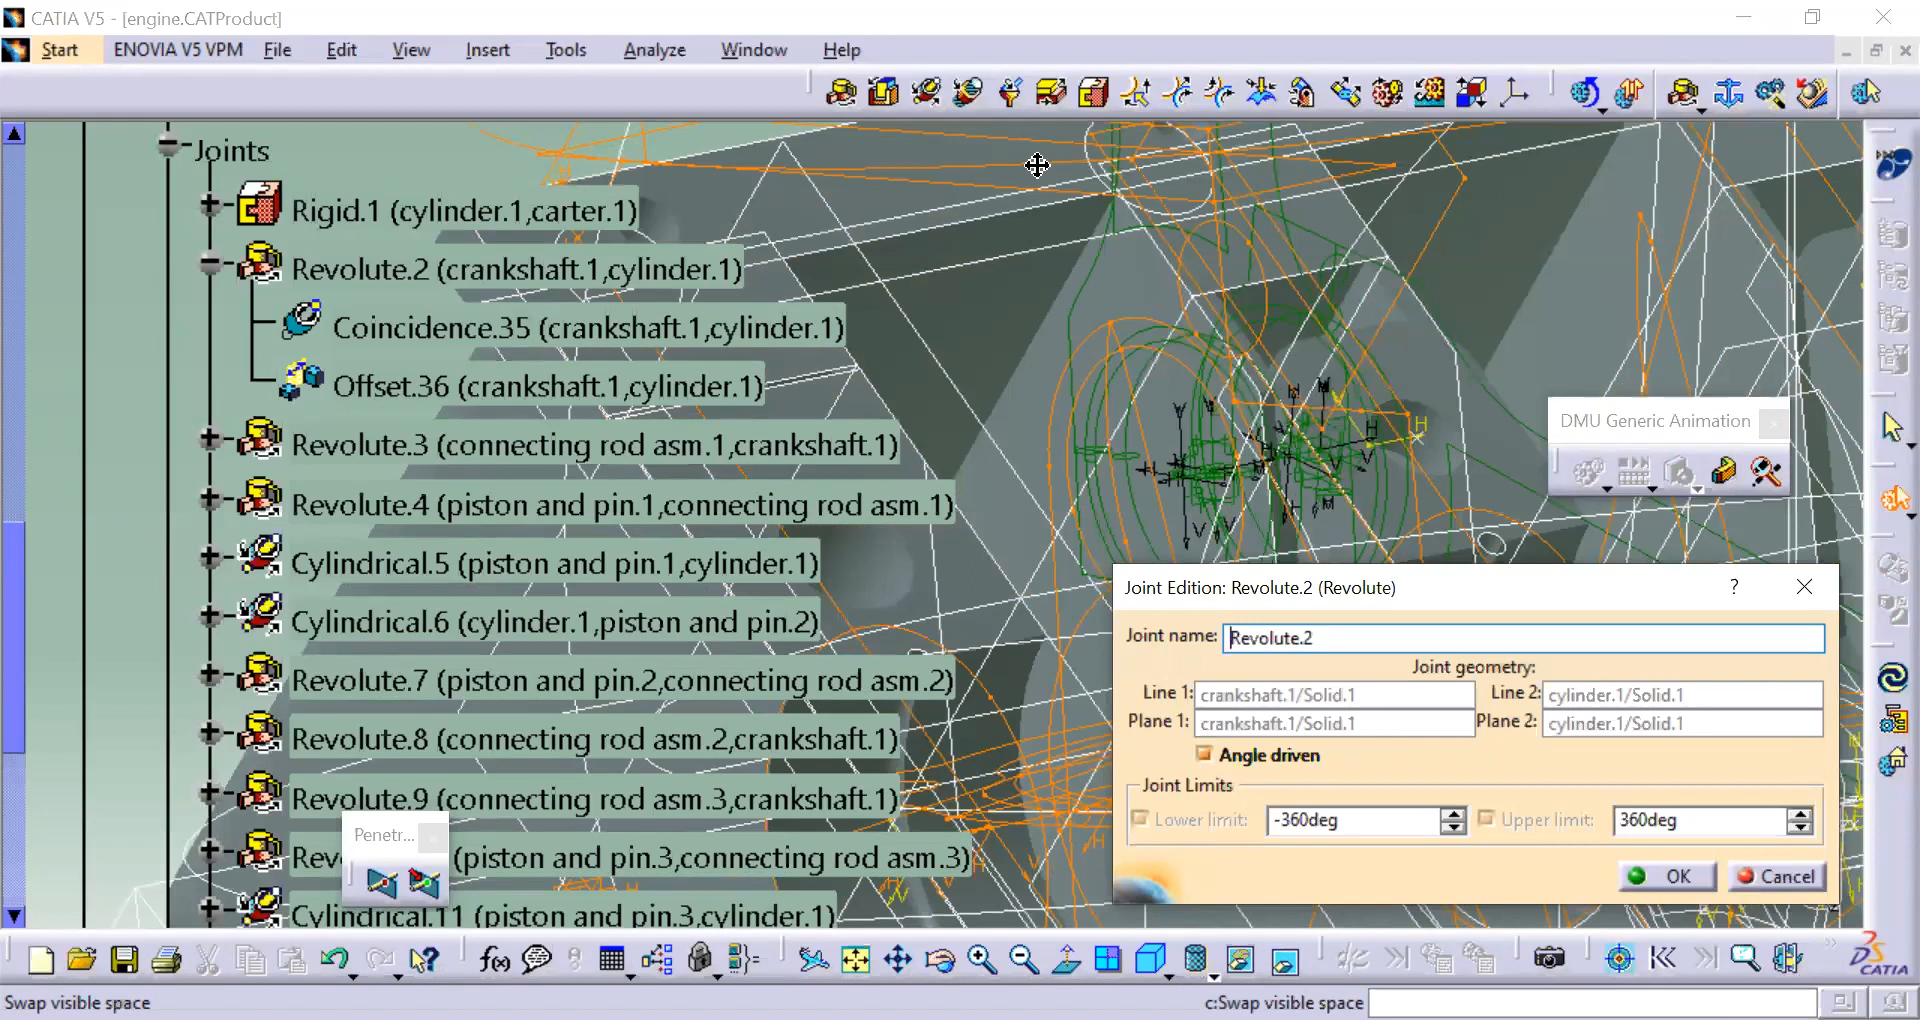 CATIA V5 - [engine.CATProduct]
Start ENOVIA V5 VPM File Edit View Insert Tools Analyze Window Help
Joints
Rigid.1 (cylinder.1,carter.1)
Revolute.2 (crankshaft.1,cylinder.1)
Coincidence.35 (crankshaft.1,cylinder.1)
Offset.36 (crankshaft.1,cylinder.1)
Revolute.3 (connecting rod asm.1,crankshaft.1)
Revolute.4 (piston and pin.1,connecting rod asm.1)
Cylindrical.5 (piston and pin.1,cylinder.1)
Cylindrical.6 (cylinder.1,piston and pin.2)
Revolute.7 (piston and pin.2,connecting rod asm.2)
Revolute.8 (connecting rod asm.2,crankshaft.1)
Revolute.9 (connecting rod asm.3,crankshaft.1)
(piston and pin.3,connecting rod asm.3)
Cylindrical.11 (piston and pin.3,cylinder.1)
Penetr...
DMU Generic Animation
Joint Edition: Revolute.2 (Revolute)
?
Joint name: Revolute.2
Joint geometry:
Line 1: crankshaft.1/Solid.1 Line 2: cylinder.1/Solid.1
Plane 1: crankshaft.1/Solid.1 Plane 2: cylinder.1/Solid.1
Angle driven
Joint Limits
Lower limit: -360deg Upper limit: 360deg
OK Cancel
f(x)
CATIA
Swap visible space c:Swap visible space